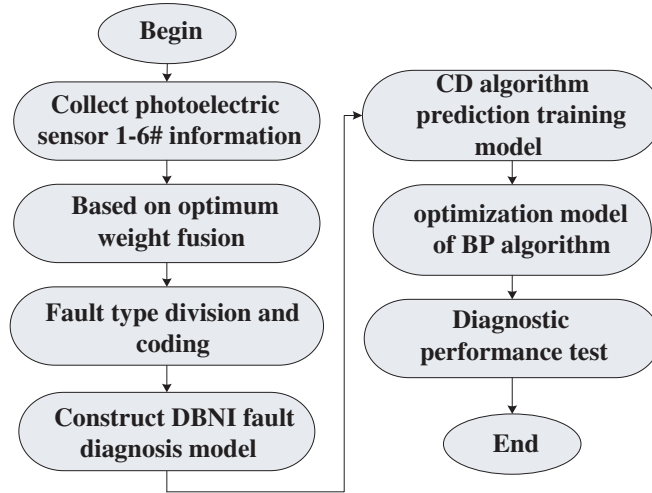 Begin
Collect photoelectric
sensor 1-6# information
Based on optimum
weight fusion
Fault type division and
coding
Construct DBNI fault
diagnosis model
CD algorithm
prediction training
model
optimization model
of BP algorithm
Diagnostic
performance test
End